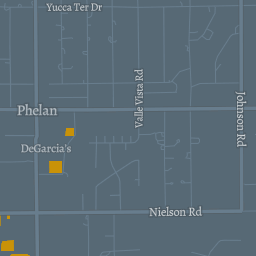 Yucca Ter Dr
Valle Vista Rd
Johnson Rd
Phelan
DeGarcia's
Nielson Rd